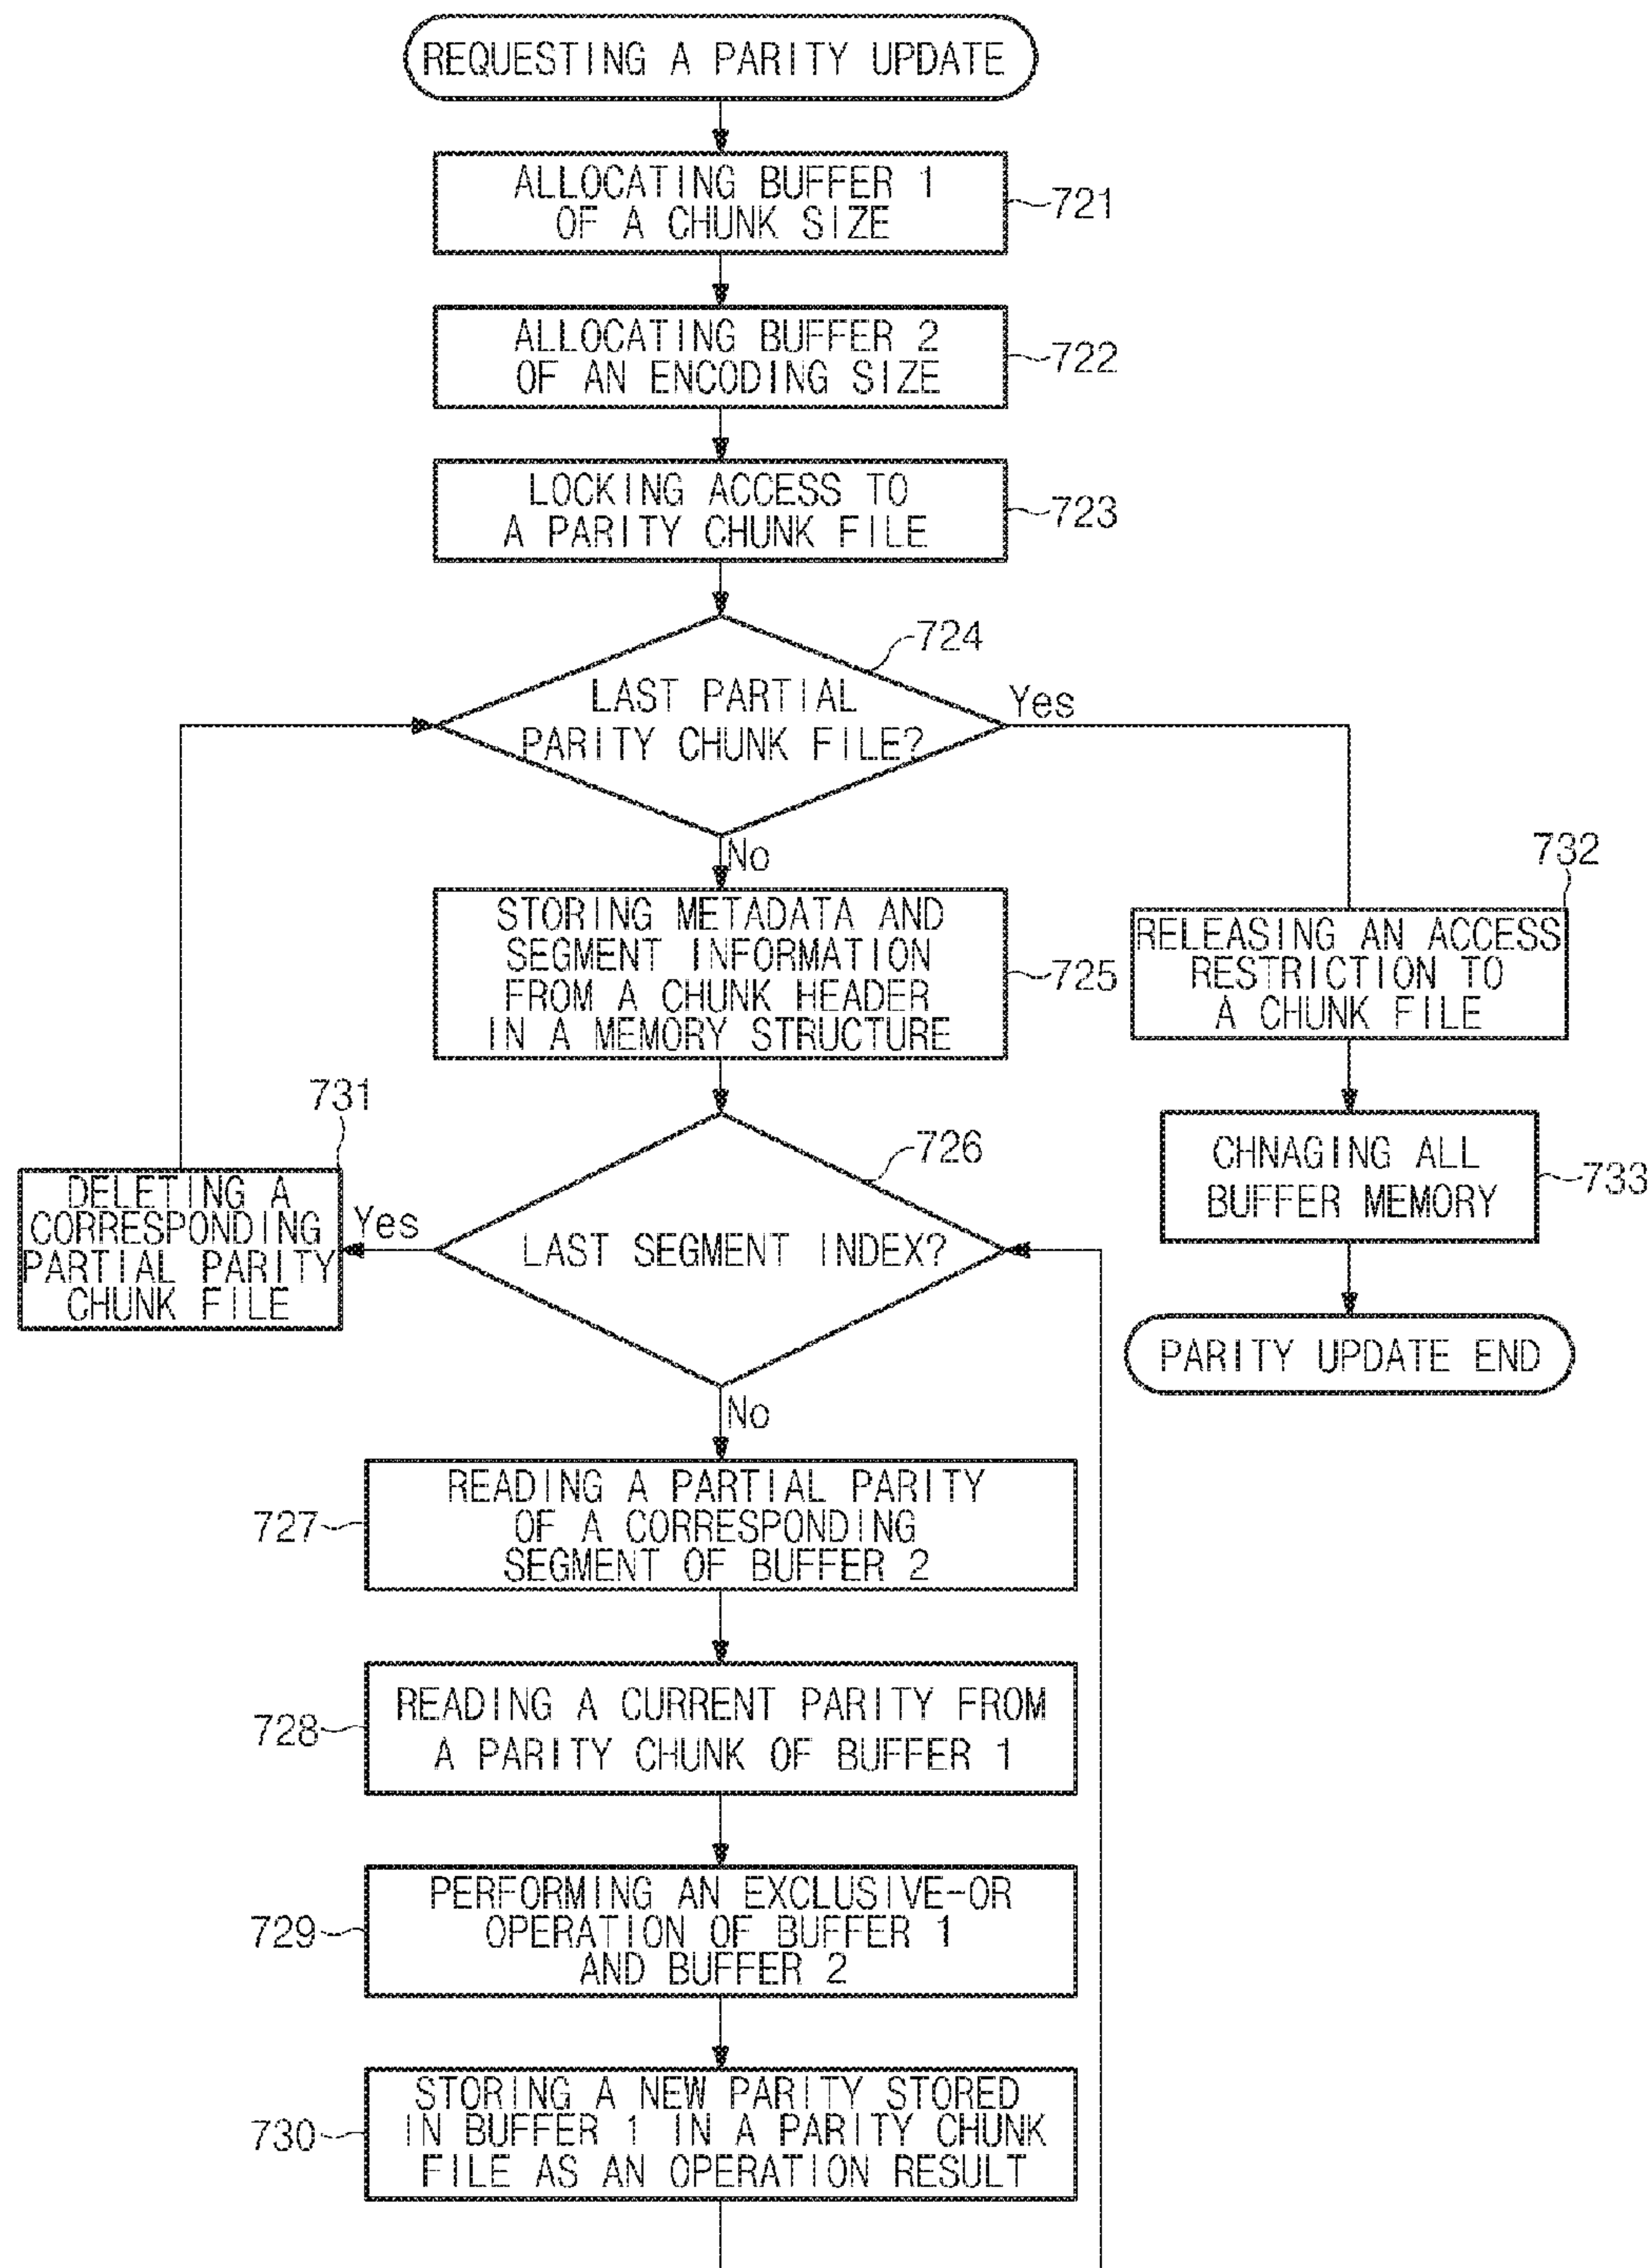 REQUESTING A PARITY UPDATE
ALLOCATING BUFFER 1
OF A CHUNK SIZE
721
ALLOCATING BUFFER 2
OF AN ENCODING SIZE
722
LOCKING ACCESS TO
A PARITY CHUNK FILE
723
724
LAST PARTIAL
PARITY CHUNK FILE?
Yes
No
732
STORING METADATA AND
SEGMENT INFORMATION
FROM A CHUNK HEADER
IN A MEMORY STRUCTURE
725
RELEASING AN ACCESS
RESTRICTION TO
A CHUNK FILE
731
726
CHNAGING ALL
BUFFER MEMORY
733
DELETING A
CORRESPONDING
PARTIAL PARITY
CHUNK FILE
Yes
LAST SEGMENT INDEX?
PARITY UPDATE END
No
READING A PARTIAL PARITY
OF A CORRESPONDING
SEGMENT OF BUFFER 2
727
READING A CURRENT PARITY FROM
A PARITY CHUNK OF BUFFER 1
728
PERFORMING AN EXCLUSIVE-OR
OPERATION OF BUFFER 1
AND BUFFER 2
729
STORING A NEW PARITY STORED
IN BUFFER 1 IN A PARITY CHUNK
FILE AS AN OPERATION RESULT
730